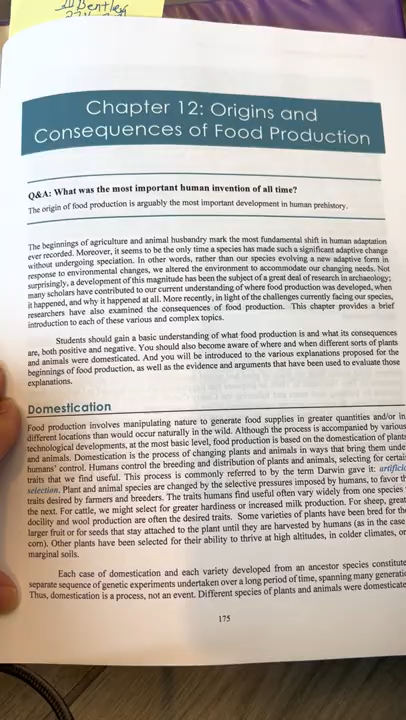 Bentley
Chapter 12: Origins and
Consequences of Food Production
Q&A: What was the most important human invention of all time?
The origin of food production is arguably the most important development in human prehistory.
The beginnings of agriculture and animal husbandry mark the most fundamental shift in human adaptation
ever recorded. Moreover, it seems to be the only time a species has made such a significant adaptive change
without undergoing speciation. In other words, rather than our species evolving a new adaptive form in
response to environmental changes, we altered the environment to accommodate our changing needs. Not
surprisingly, a development of this magnitude has been the subject of a great deal of research in archaeology;
many scholars have contributed to our current understanding of where food production was developed, when
it happened, and why it happened at all. More recently, in light of the challenges currently facing our species,
researchers have also examined the consequences of food production. This chapter provides a brief
introduction to each of these various and complex topics.
Students should gain a basic understanding of what food production is and what its consequences
are, both positive and negative. You should also become aware of where and when different sorts of plants
and animals were domesticated. And you will be introduced to the various explanations proposed for the
beginnings of food production, as well as the evidence and arguments that have been used to evaluate those
explanations.
Domestication
Food production involves manipulating nature to generate food supplies in greater quantities and/or in
different locations than would occur naturally in the wild. Although the process is accompanied by various
technological developments, at the most basic level, food production is based on the domestication of plants
and animals. Domestication is the process of changing plants and animals in ways that bring them unde
humans' control. Humans control the breeding and distribution of plants and animals, selecting for certai
traits that we find useful. This process is commonly referred to by the term Darwin gave it: artificia
selection. Plant and animal species are changed by the selective pressures imposed by humans, to favor th
traits desired by farmers and breeders. The traits humans find useful often vary widely from one species
the next. For cattle, we might select for greater hardiness or increased milk production. For sheep, great
docility and wool production are often the desired traits. Some varieties of plants have been bred for the
larger fruit or for seeds that stay attached to the plant until they are harvested by humans (as in the case
corn). Other plants have been selected for their ability to thrive at high altitudes, in colder climates, or
marginal soils.
Each case of domestication and each variety developed from an ancestor species constitute
separate sequence of genetic experiments undertaken over a long period of time, spanning many generatio
Thus, domestication is a process, not an event. Different species of plants and animals were domesticate
175